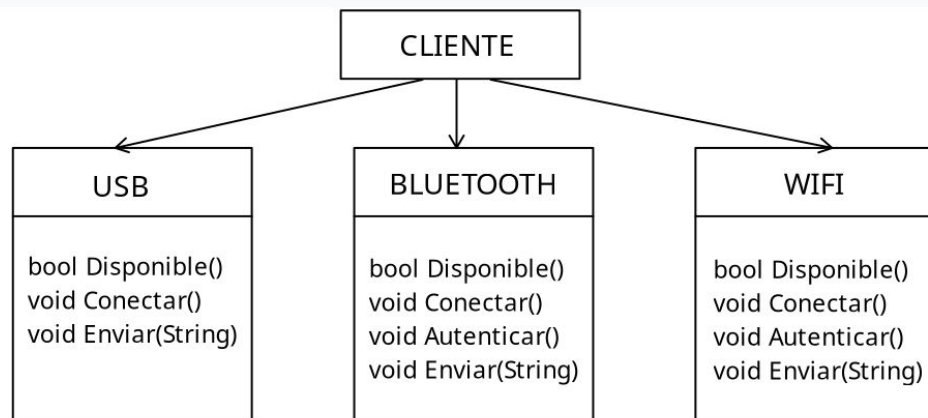 CLIENTE
USB
bool Disponible()
void Conectar()
void Enviar(String)
BLUETOOTH
bool Disponible()
void Conectar()
void Autenticar()
void Enviar(String)
WIFI
bool Disponible()
void Conectar()
void Autenticar()
void Enviar(String)